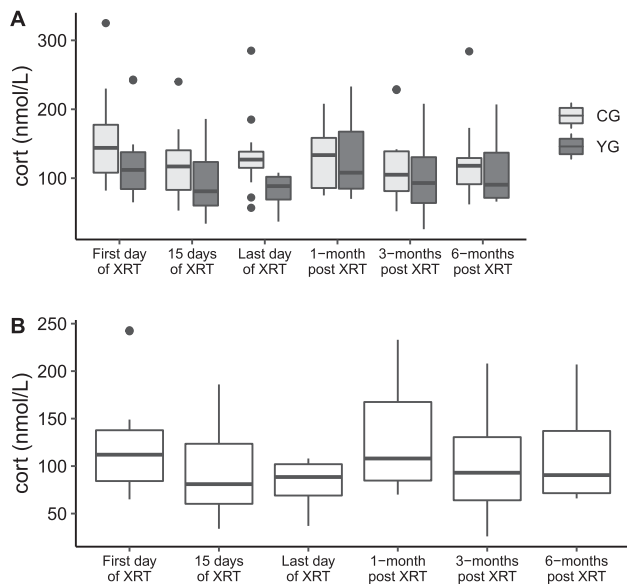 A
cort (nmol/L)
300
200
100
First day
of XRT
15 days
of XRT
Last day
of XRT
1−month
post XRT
3−months
post XRT
6−months
post XRT
CG
YG
B
cort (nmol/L)
250
200
150
100
50
First day
of XRT
15 days
of XRT
Last day
of XRT
1−month
post XRT
3−months
post XRT
6−months
post XRT